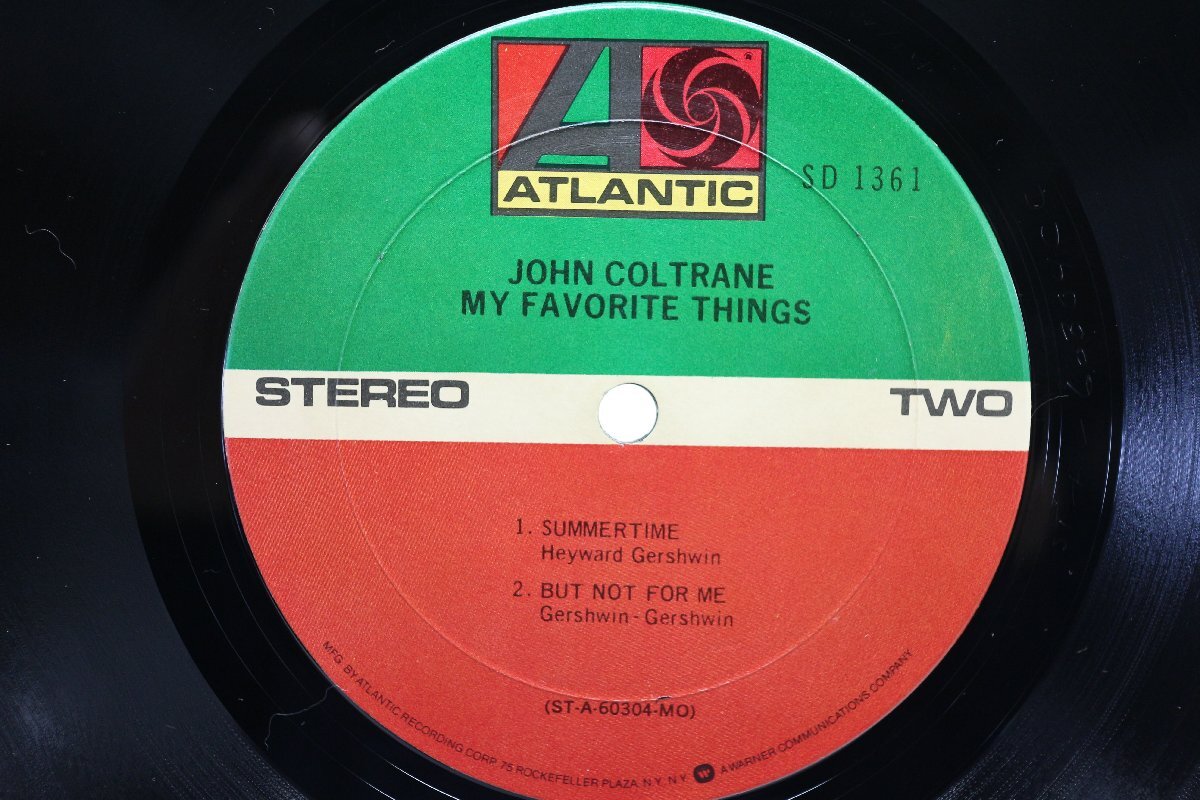 ATLANTIC
SD 1361
JOHN COLTRANE
MY FAVORITE THINGS
STEREO
TWO
1. SUMMERTIME
Heyward Gershwin
2. BUT NOT FOR ME
Gershwin-Gershwin
(ST-A-60304-MO)
MFG. BY ATLANTIC RECORDING CORP. 75 ROCKEFELLER PLAZA. N.Y. N.Y. W A WARNER COMMUNICATIONS COMPANY